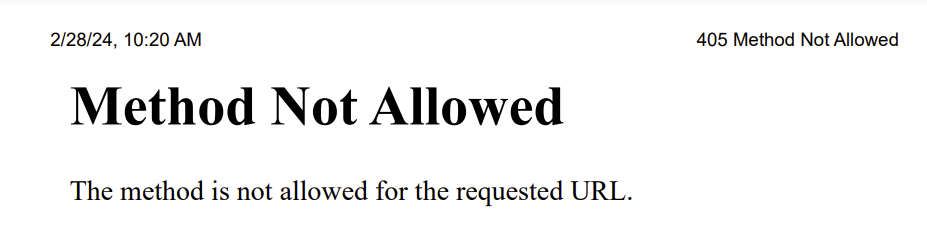 2/28/24, 10:20 AM 405 Method Not Allowed
Method Not Allowed
The method is not allowed for the requested URL.